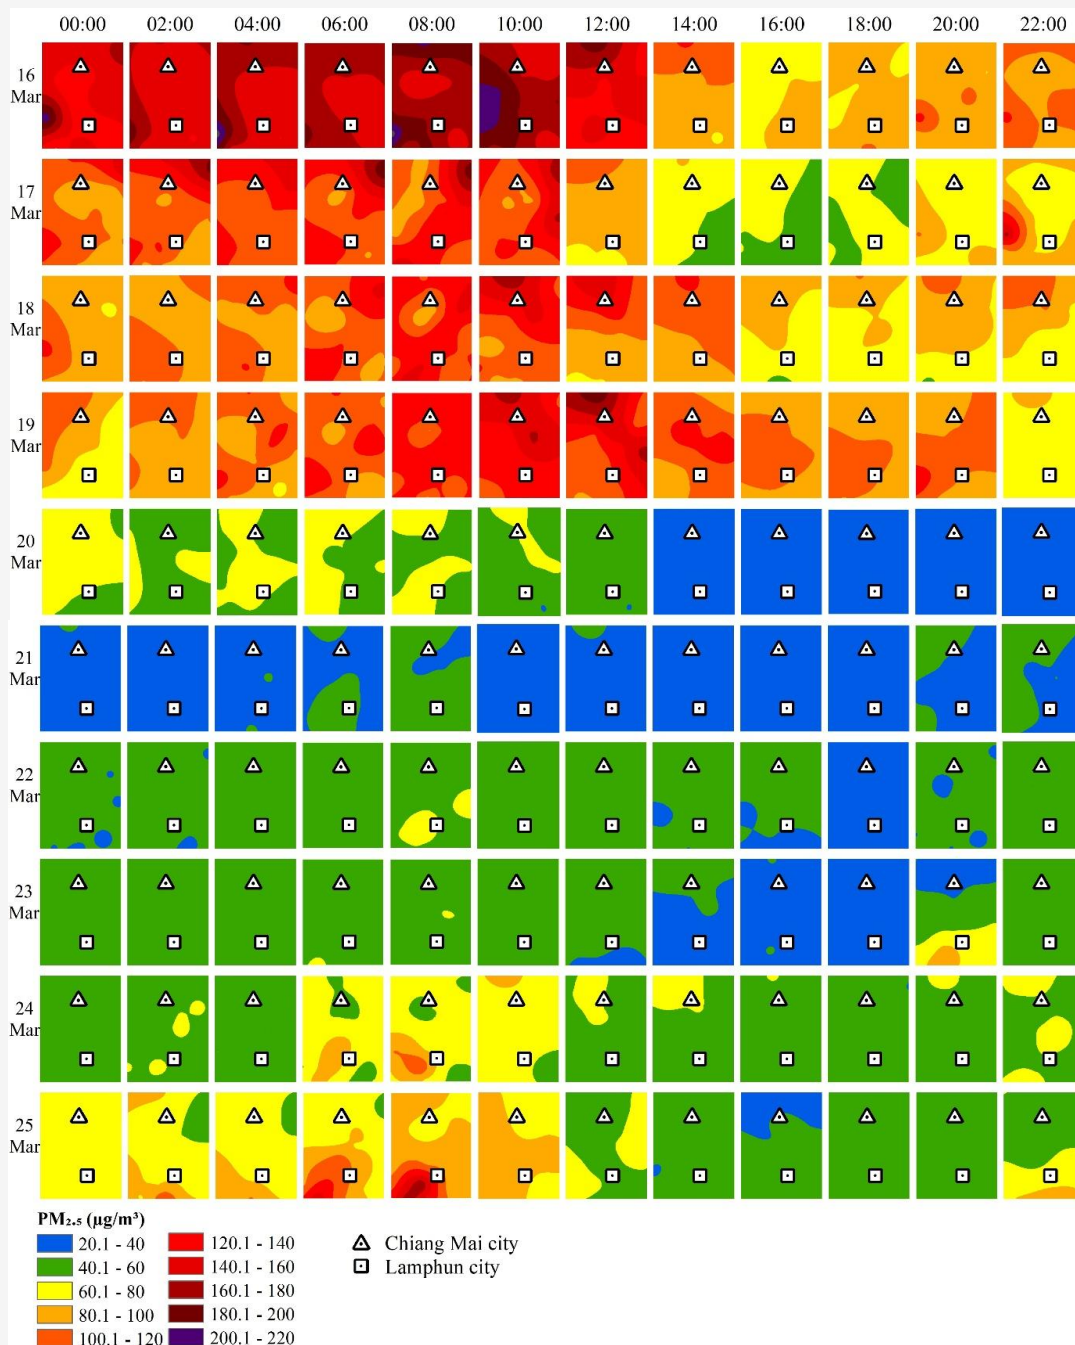 00:00 02:00 04:00 06:00 08:00 10:00 12:00 14:00 16:00 18:00 20:00 22:00
16
Mar
17
Mar
18
Mar
19
Mar
20
Mar
21
Mar
22
Mar
23
Mar
24
Mar
25
Mar
PM₂.₅ (µg/m³)
20.1 - 40
40.1 - 60
60.1 - 80
80.1 - 100
100.1 - 120
120.1 - 140
140.1 - 160
160.1 - 180
180.1 - 200
200.1 - 220
Chiang Mai city
Lamphun city